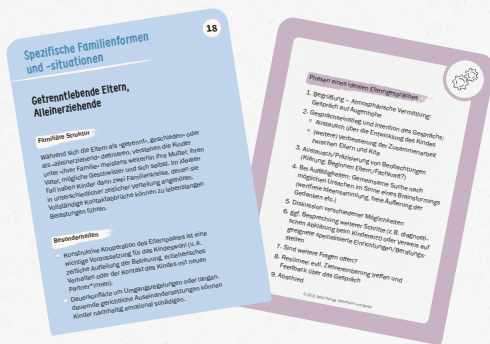 18
Spezifische Familienformen
und -situationen
Getrenntlebende Eltern,
Alleinerziehende
Familiäre Struktur
Während sich die Eltern als »getrennt«, geschieden« oder
als »alleinerziehend« definieren, verstehen die Kinder
unter »ihrer Familie« meistens weiterhin ihre Mutter, ihren
Vater, mögliche Geschwister und sich selbst. Im idealen
Fall haben Kinder dann zwei Familienkreise, denen sie
in unterschiedlicher zeitlicher Verteilung angehören.
Vollständige Kontaktabbrüche können zu lebenslangen
Belastungen führen.
Besonderheiten
Konstruktive Kooperation des Elternpaares ist eine
wichtige Voraussetzung für das Kindeswohl (u. a.
zeitliche Aufteilung der Betreuung, erzieherisches
Verhalten oder der Kontakt des Kindes mit neuen
Partner*innen).
Dauerkonflikte um Umgangsregelungen oder langan-
dauernde gerichtliche Auseinandersetzungen können
Kinder nachhaltig emotional schädigen.
Phasen eines idealen Elterngespräches
1. Begrüßung – Atmosphärische Vermittlung:
Gespräch auf Augenhöhe
2. Gesprächseinstieg und Intention des Gesprächs:
Austausch über die Entwicklung des Kindes
(weitere) Verbesserung der Zusammenarbeit
zwischen Eltern und Kita
3. Austausch/Präzisierung von Beobachtungen
(Klärung: Beginnen Eltern/Fachkraft?)
4. Bei Auffälligkeiten: Gemeinsame Suche nach
möglichen Ursachen im Sinne eines Brainstormings
(wertfreie Ideensammlung, freie Äußerung der
Gedanken etc.)
5. Diskussion verschiedener Möglichkeiten
6. ggf. Besprechung weiterer Schritte (z. B. diagnosti-
schen Abklärung beim Kinderarzt) oder Verweis auf
geeignete spezialisierte Einrichtungen/Beratungs-
stellen
7. Sind weitere Fragen offen?
8. Resümee: evtl. Zielvereinbarung treffen und
Feedback über das Gespräch
9. Abschied